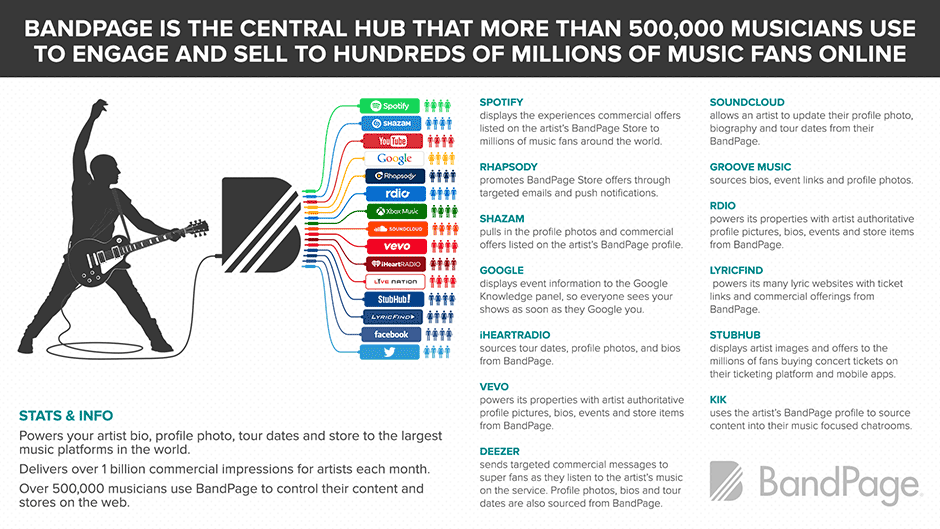 BANDPAGE IS THE CENTRAL HUB THAT MORE THAN 500,000 MUSICIANS USE
TO ENGAGE AND SELL TO HUNDREDS OF MILLIONS OF MUSIC FANS ONLINE
Spotify
SHAZAM
YouTube
Google
Rhapsody
rdio
Xbox Music
SOUNDCLOUD
vevo
iHeartRADIO
LIVE NATION
StubHub!
LYRICFIND
facebook
STATS & INFO
Powers your artist bio, profile photo, tour dates and store to the largest
music platforms in the world.
Delivers over 1 billion commercial impressions for artists each month.
Over 500,000 musicians use BandPage to control their content and
stores on the web.
SPOTIFY
displays the experiences commercial offers
listed on the artist's BandPage Store to
millions of music fans around the world.
RHAPSODY
promotes BandPage Store offers through
targeted emails and push notifications.
SHAZAM
pulls in the profile photos and commercial
offers listed on the artist's BandPage profile.
GOOGLE
displays event information to the Google
Knowledge panel, so everyone sees your
shows as soon as they Google you.
iHEARTRADIO
sources tour dates, profile photos, and bios
from BandPage.
VEVO
powers its properties with artist authoritative
profile pictures, bios, events and store items
from BandPage.
DEEZER
sends targeted commercial messages to
super fans as they listen to the artist's music
on the service. Profile photos, bios and tour
dates are also sourced from BandPage.
SOUNDCLOUD
allows an artist to update their profile photo,
biography and tour dates from their
BandPage.
GROOVE MUSIC
sources bios, event links and profile photos.
RDIO
powers its properties with artist authoritative
profile pictures, bios, events and store items
from BandPage.
LYRICFIND
powers its many lyric websites with ticket
links and commercial offerings from
BandPage.
STUBHUB
displays artist images and offers to the
millions of fans buying concert tickets on
their ticketing platform and mobile apps.
KIK
uses the artist's BandPage profile to source
content into their music focused chatrooms.
BandPage